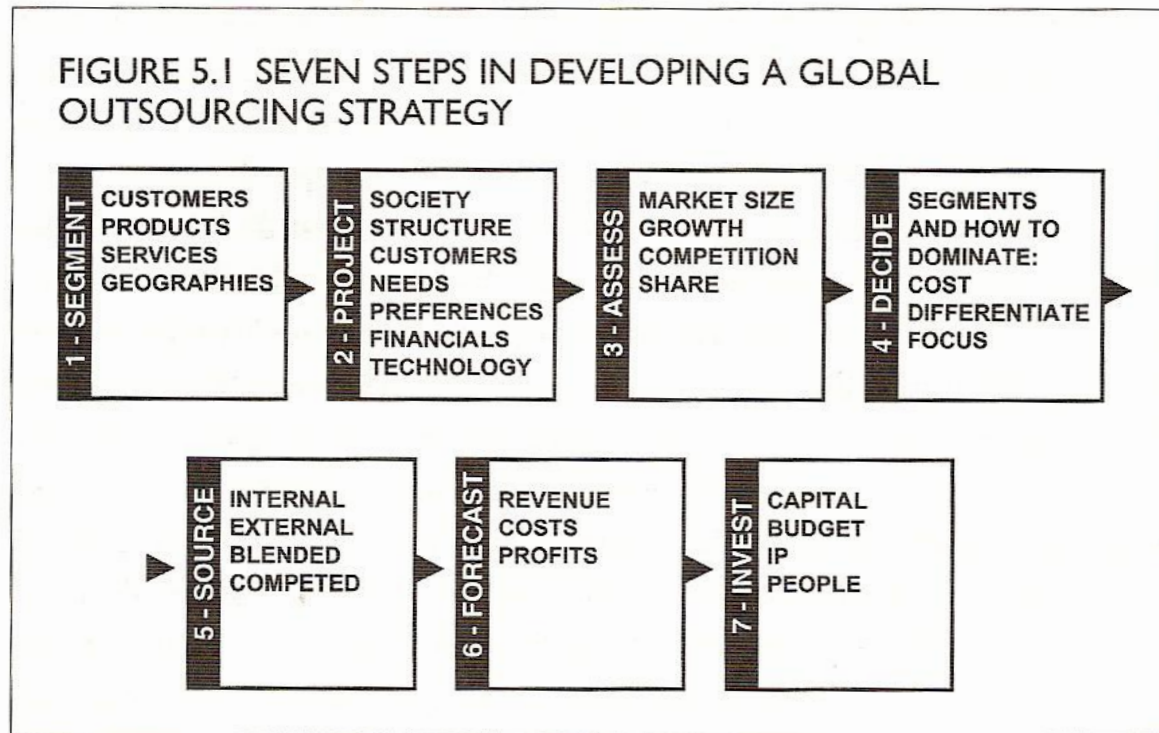 FIGURE 5.1 SEVEN STEPS IN DEVELOPING A GLOBAL
OUTSOURCING STRATEGY
1 - SEGMENT
CUSTOMERS
PRODUCTS
SERVICES
GEOGRAPHIES
2 - PROJECT
SOCIETY
STRUCTURE
CUSTOMERS
NEEDS
PREFERENCES
FINANCIALS
TECHNOLOGY
3 - ASSESS
MARKET SIZE
GROWTH
COMPETITION
SHARE
4 - DECIDE
SEGMENTS
AND HOW TO
DOMINATE:
COST
DIFFERENTIATE
FOCUS
5 - SOURCE
INTERNAL
EXTERNAL
BLENDED
COMPETED
6 - FORECAST
REVENUE
COSTS
PROFITS
7 - INVEST
CAPITAL
BUDGET
IP
PEOPLE